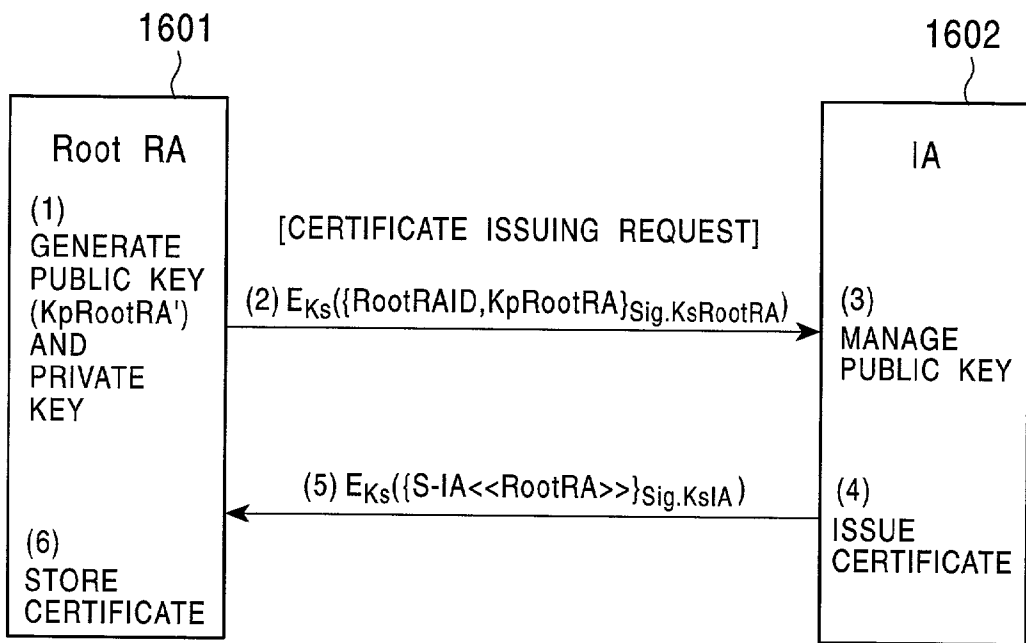 1601
1602
Root RA
IA
(1)
GENERATE
PUBLIC KEY
(KpRootRA')
AND
PRIVATE
KEY
[CERTIFICATE ISSUING REQUEST]
(2) EKs({RootRAID,KpRootRA}Sig.KsRootRA)
(3)
MANAGE
PUBLIC KEY
(4)
ISSUE
CERTIFICATE
(5) EKs({S-IA<<RootRA>>}Sig.KsIA)
(6)
STORE
CERTIFICATE